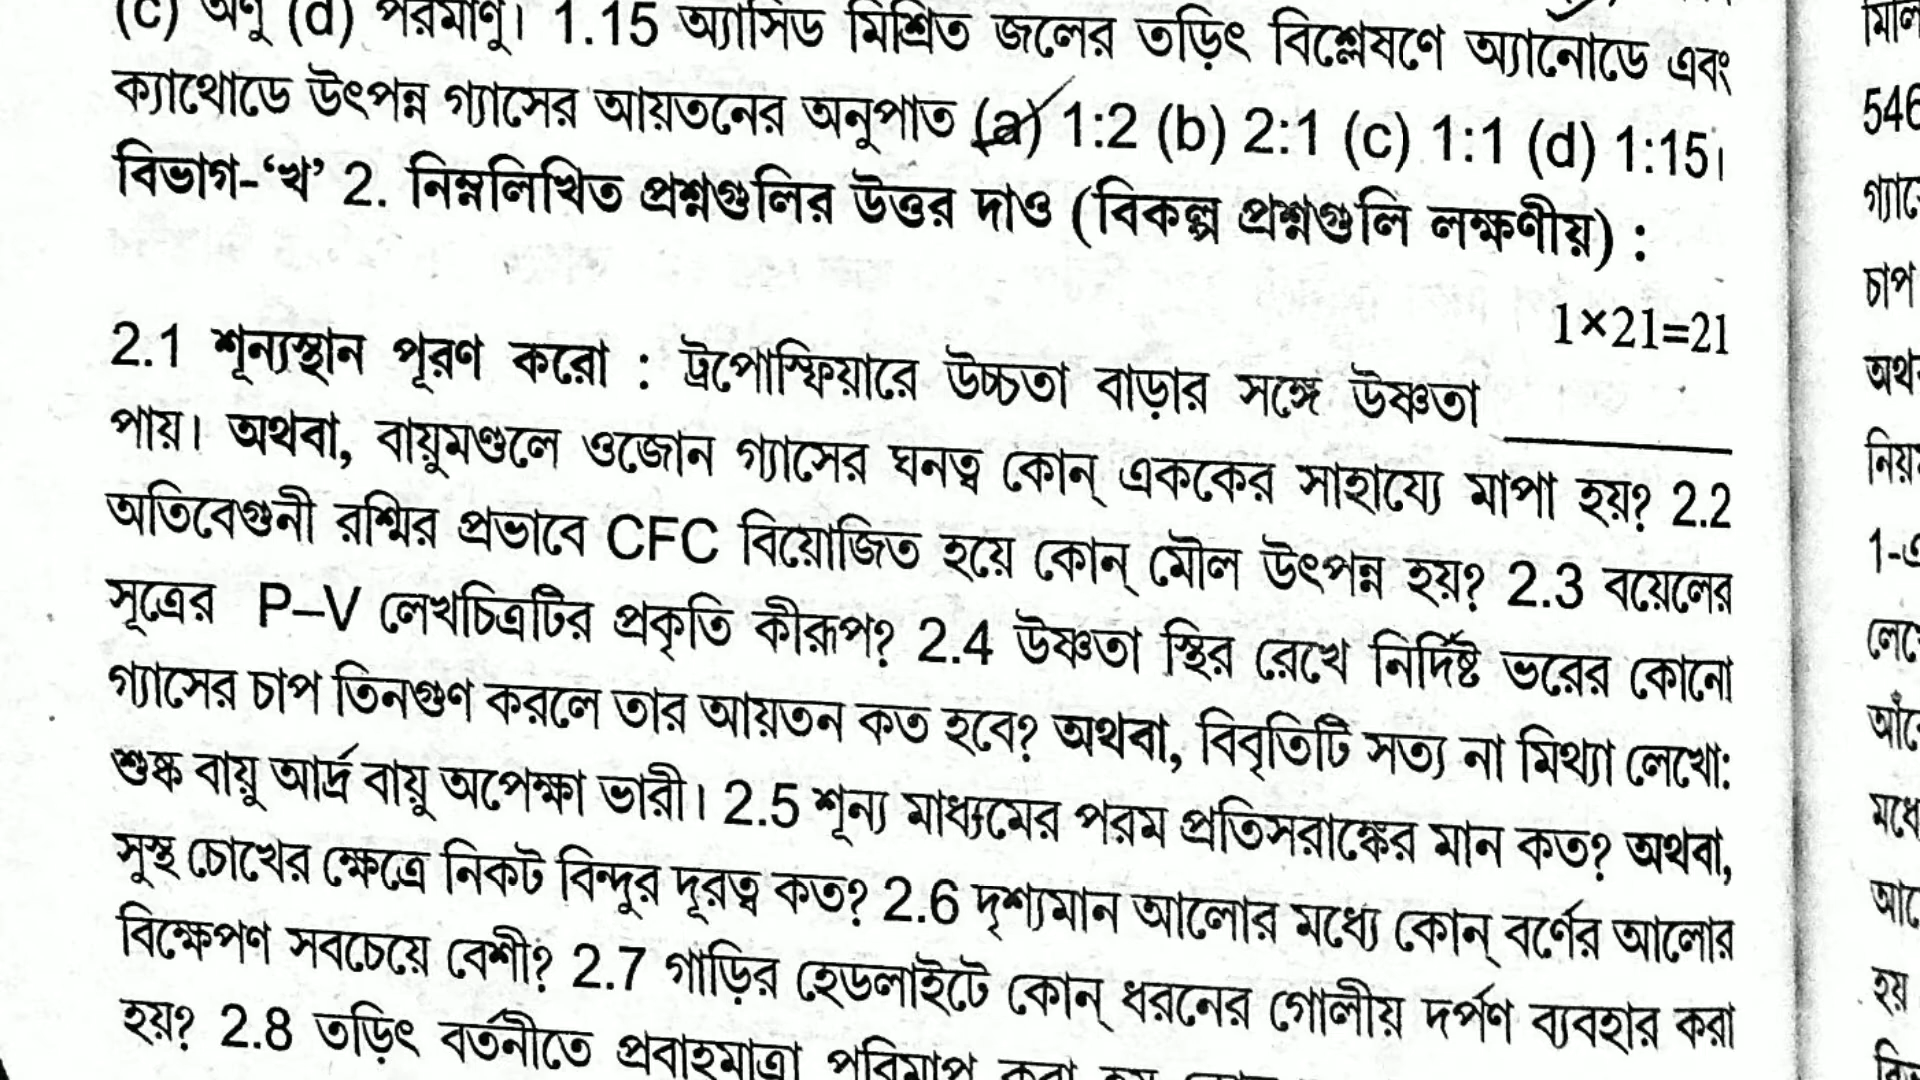 (c) অণু (d) পরমাণু। 1.15 অ্যাসিড মিশ্রিত জলের তড়িৎ বিশ্লেষণে অ্যানোডে এবং
ক্যাথোডে উৎপন্ন গ্যাসের আয়তনের অনুপাত (a) 1:2 (b) 2:1 (c) 1:1 (d) 1:15।
বিভাগ-‘খ’ 2. নিম্নলিখিত প্রশ্নগুলির উত্তর দাও (বিকল্প প্রশ্নগুলি লক্ষণীয়) :
1×21=21
2.1 শূন্যস্থান পূরণ করো : ট্রপোস্ফিয়ারে উচ্চতা বাড়ার সঙ্গে উষ্ণতা ________
পায়। অথবা, বায়ুমণ্ডলে ওজোন গ্যাসের ঘনত্ব কোন্ এককের সাহায্যে মাপা হয়? 2.2
অতিবেগুনী রশ্মির প্রভাবে CFC বিয়োজিত হয়ে কোন্ মৌল উৎপন্ন হয়? 2.3 বয়েলের
সূত্রের P–V লেখচিত্রটির প্রকৃতি কীরূপ? 2.4 উষ্ণতা স্থির রেখে নির্দিষ্ট ভরের কোনো
গ্যাসের চাপ তিনগুণ করলে তার আয়তন কত হবে? অথবা, বিবৃতিটি সত্য না মিথ্যা লেখো:
শুষ্ক বায়ু আর্দ্র বায়ু অপেক্ষা ভারী। 2.5 শূন্য মাধ্যমের পরম প্রতিসরাঙ্কের মান কত? অথবা,
সুস্থ চোখের ক্ষেত্রে নিকট বিন্দুর দূরত্ব কত? 2.6 দৃশ্যমান আলোর মধ্যে কোন্ বর্ণের আলোর
বিক্ষেপণ সবচেয়ে বেশী? 2.7 গাড়ির হেডলাইটে কোন্ ধরনের গোলীয় দর্পণ ব্যবহার করা
হয়? 2.8 তড়িৎ বর্তনীতে প্রবাহমাত্রা পরিমাপ করা হয়
546
চাপ
হয়